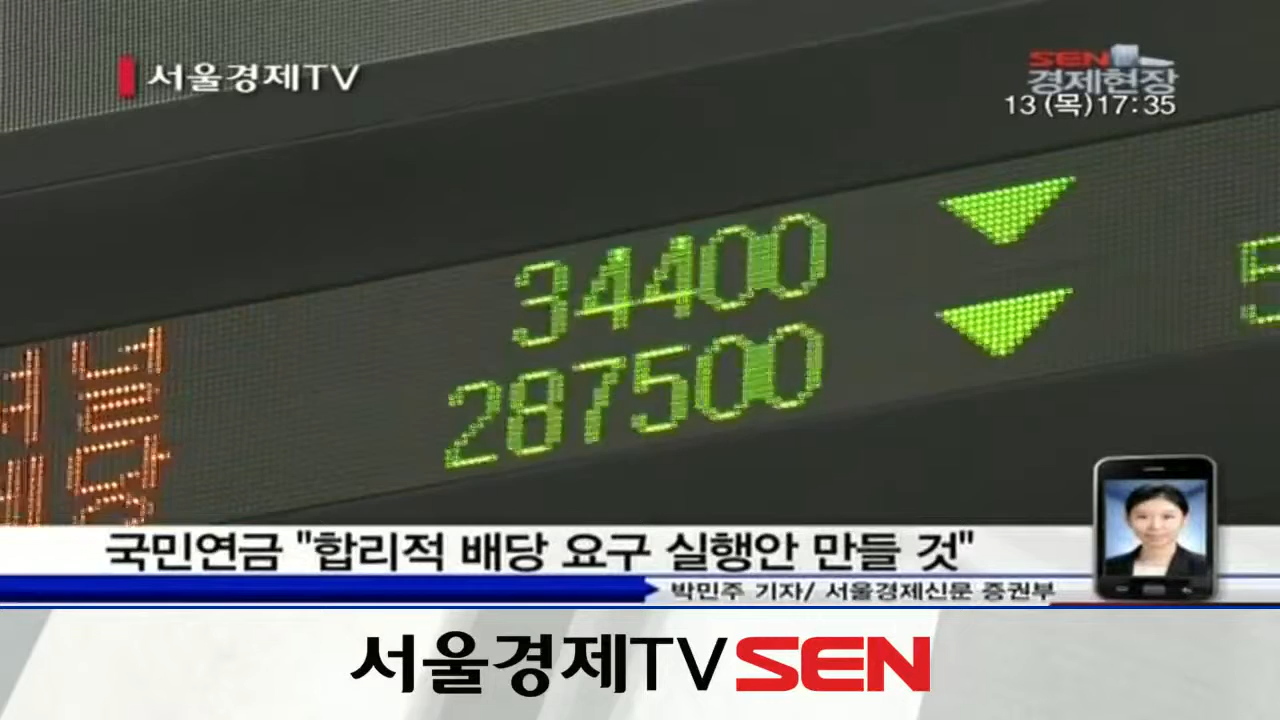 서울경제TV
SEN
경제현장
13 (목) 17:35
34400
287500
5
국민연금 "합리적 배당 요구 실행안 만들 것"
박민주 기자/ 서울경제신문 증권부
서울경제TV SEN